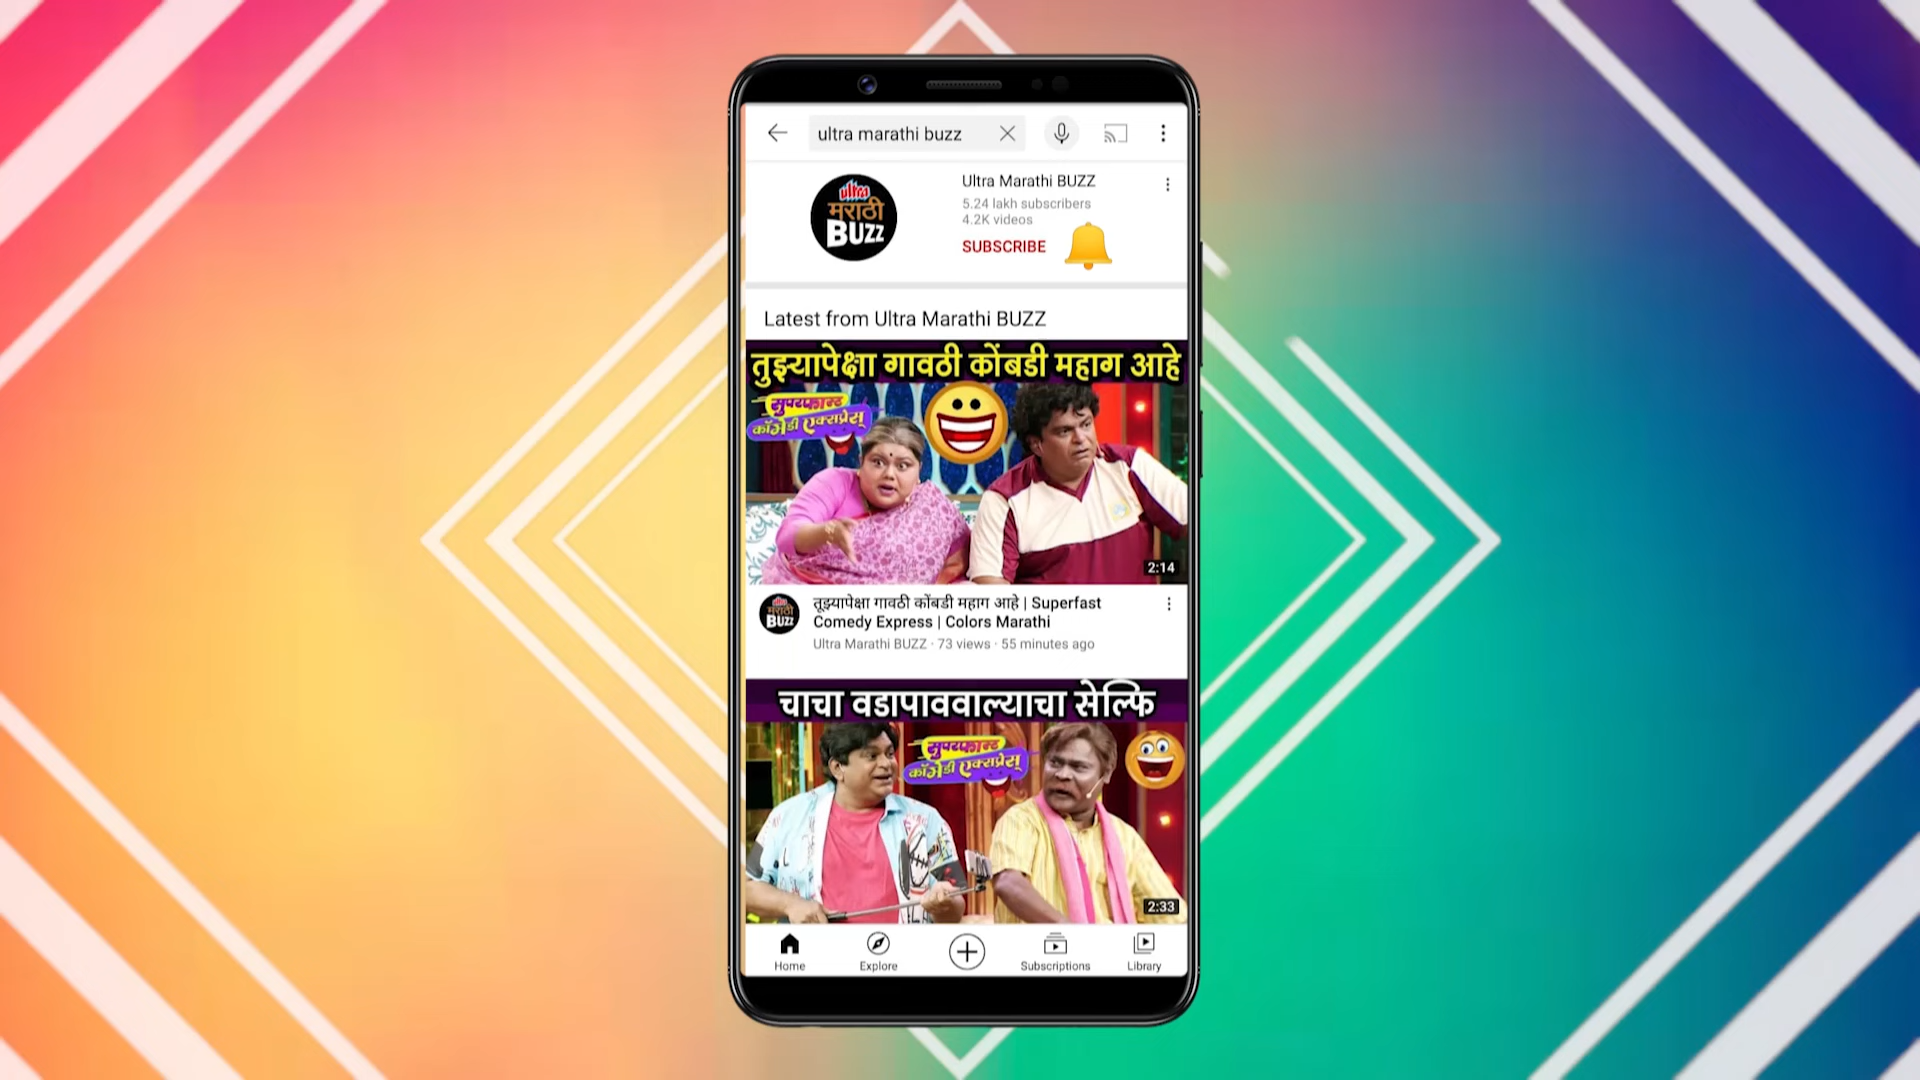 ultra marathi buzz
ultra
मराठी
BUZZ
Ultra Marathi BUZZ
5.24 lakh subscribers
4.2K videos
SUBSCRIBE
Latest from Ultra Marathi BUZZ
तुझ्यापेक्षा गावठी कोंबडी महाग आहे
सुपरफास्ट
कॉमेडी एक्सप्रेस्
2:14
ultra
मराठी
BUZZ
तूझ्यापेक्षा गावठी कोंबडी महाग आहे | Superfast
Comedy Express | Colors Marathi
Ultra Marathi BUZZ · 73 views · 55 minutes ago
चाचा वडापाववाल्याचा सेल्फि
सुपरफास्ट
कॉमेडी एक्सप्रेस्
2:33
Home
Explore
Subscriptions
Library